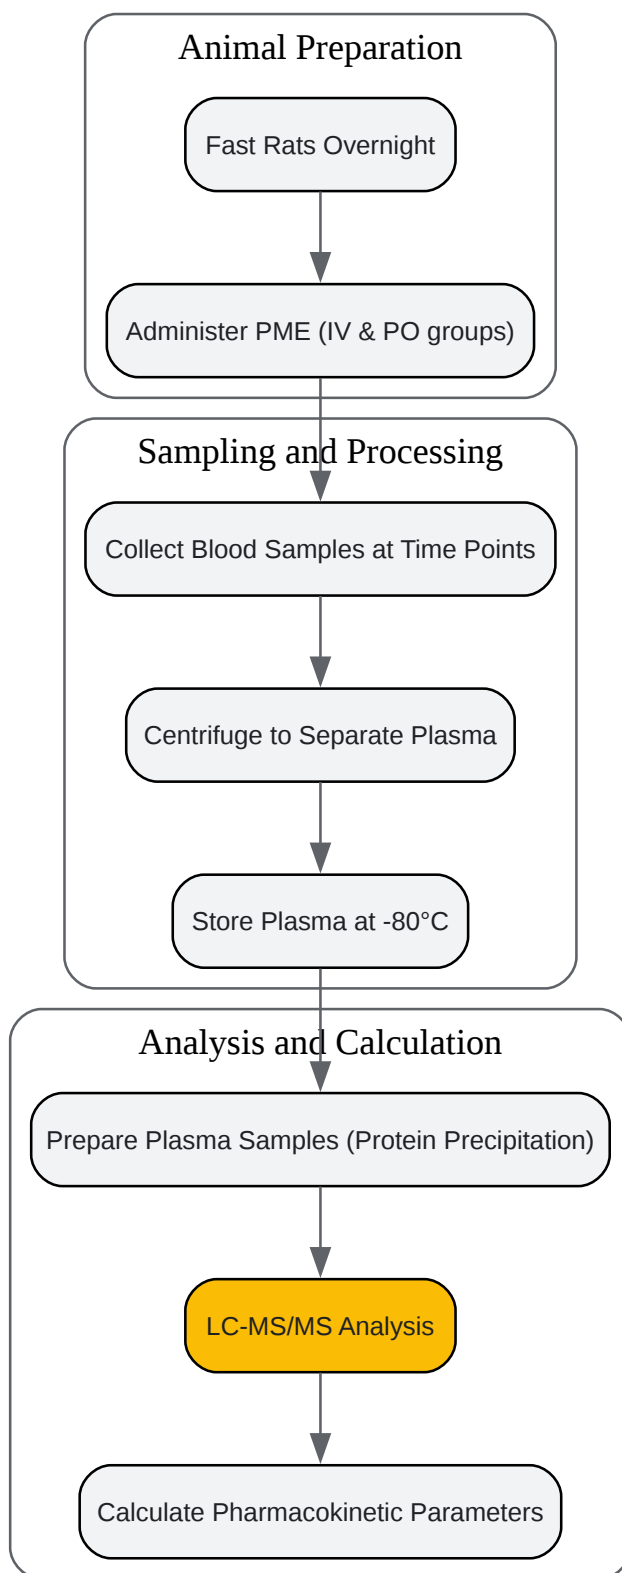 Animal Preparation
Fast Rats Overnight
Administer PME (IV & PO groups)
Sampling and Processing
Collect Blood Samples at Time Points
Centrifuge to Separate Plasma
Store Plasma at -80°C
Analysis and Calculation
Prepare Plasma Samples (Protein Precipitation)
LC-MS/MS Analysis
Calculate Pharmacokinetic Parameters